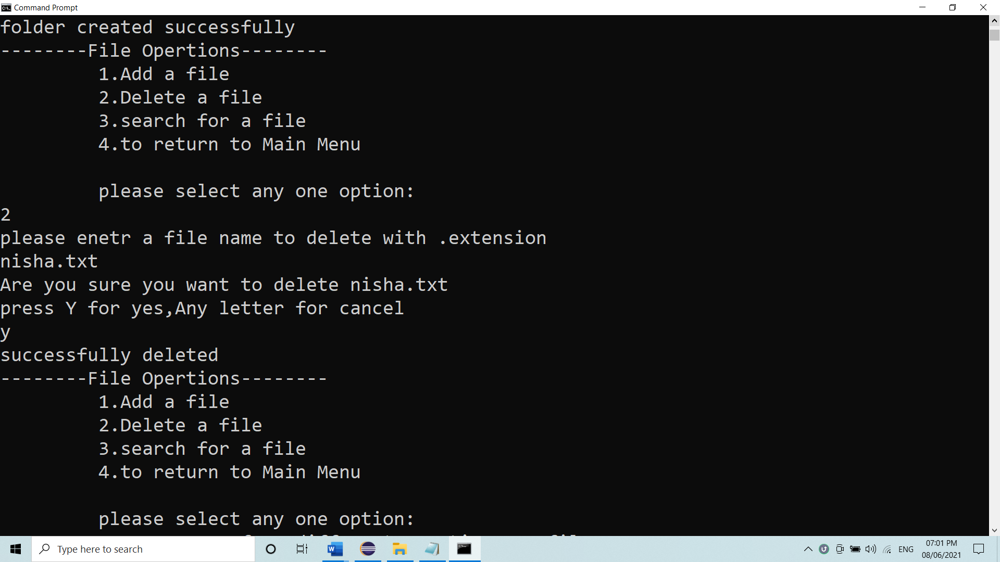 Command Prompt
folder created successfully
--------File Opertions--------
1.Add a file
2.Delete a file
3.search for a file
4.to return to Main Menu
please select any one option:
2
please enetr a file name to delete with .extension
nisha.txt
Are you sure you want to delete nisha.txt
press Y for yes,Any letter for cancel
y
successfully deleted
--------File Opertions--------
1.Add a file
2.Delete a file
3.search for a file
4.to return to Main Menu
please select any one option:
Type here to search
ENG
07:01 PM
08/06/2021